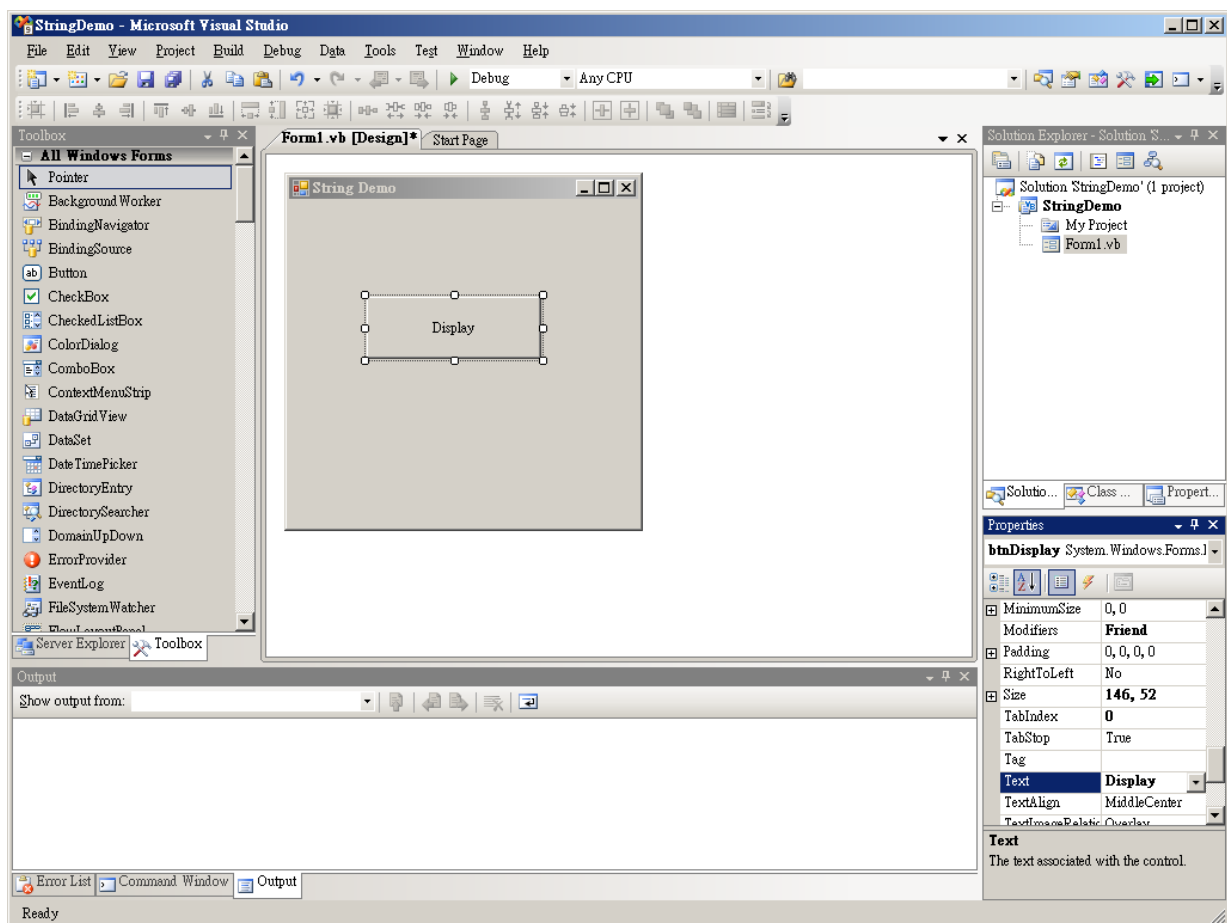 StringDemo - Microsoft Visual Studio
File Edit View Project Build Debug Data Tools Test Window Help
Debug Any CPU
Toolbox
All Windows Forms
Pointer
BackgroundWorker
BindingNavigator
BindingSource
Button
CheckBox
CheckedListBox
ColorDialog
ComboBox
ContextMenuStrip
DataGridView
DataSet
DateTimePicker
DirectoryEntry
DirectorySearcher
DomainUpDown
ErrorProvider
EventLog
FileSystemWatcher
FlowLayoutPanel
Server Explorer Toolbox
Form1.vb [Design]* Start Page
String Demo
Display
Solution Explorer - Solution 'S...
Solution 'StringDemo' (1 project)
StringDemo
My Project
Form1.vb
Solutio... Class ... Propert...
Properties
btnDisplay System.Windows.Forms.
MinimumSize 0, 0
Modifiers Friend
Padding 0, 0, 0, 0
RightToLeft No
Size 146, 52
TabIndex 0
TabStop True
Tag
Text Display
TextAlign MiddleCenter
TextImageRelatic Overlay
Text
The text associated with the control.
Output
Show output from:
Error List Command Window Output
Ready